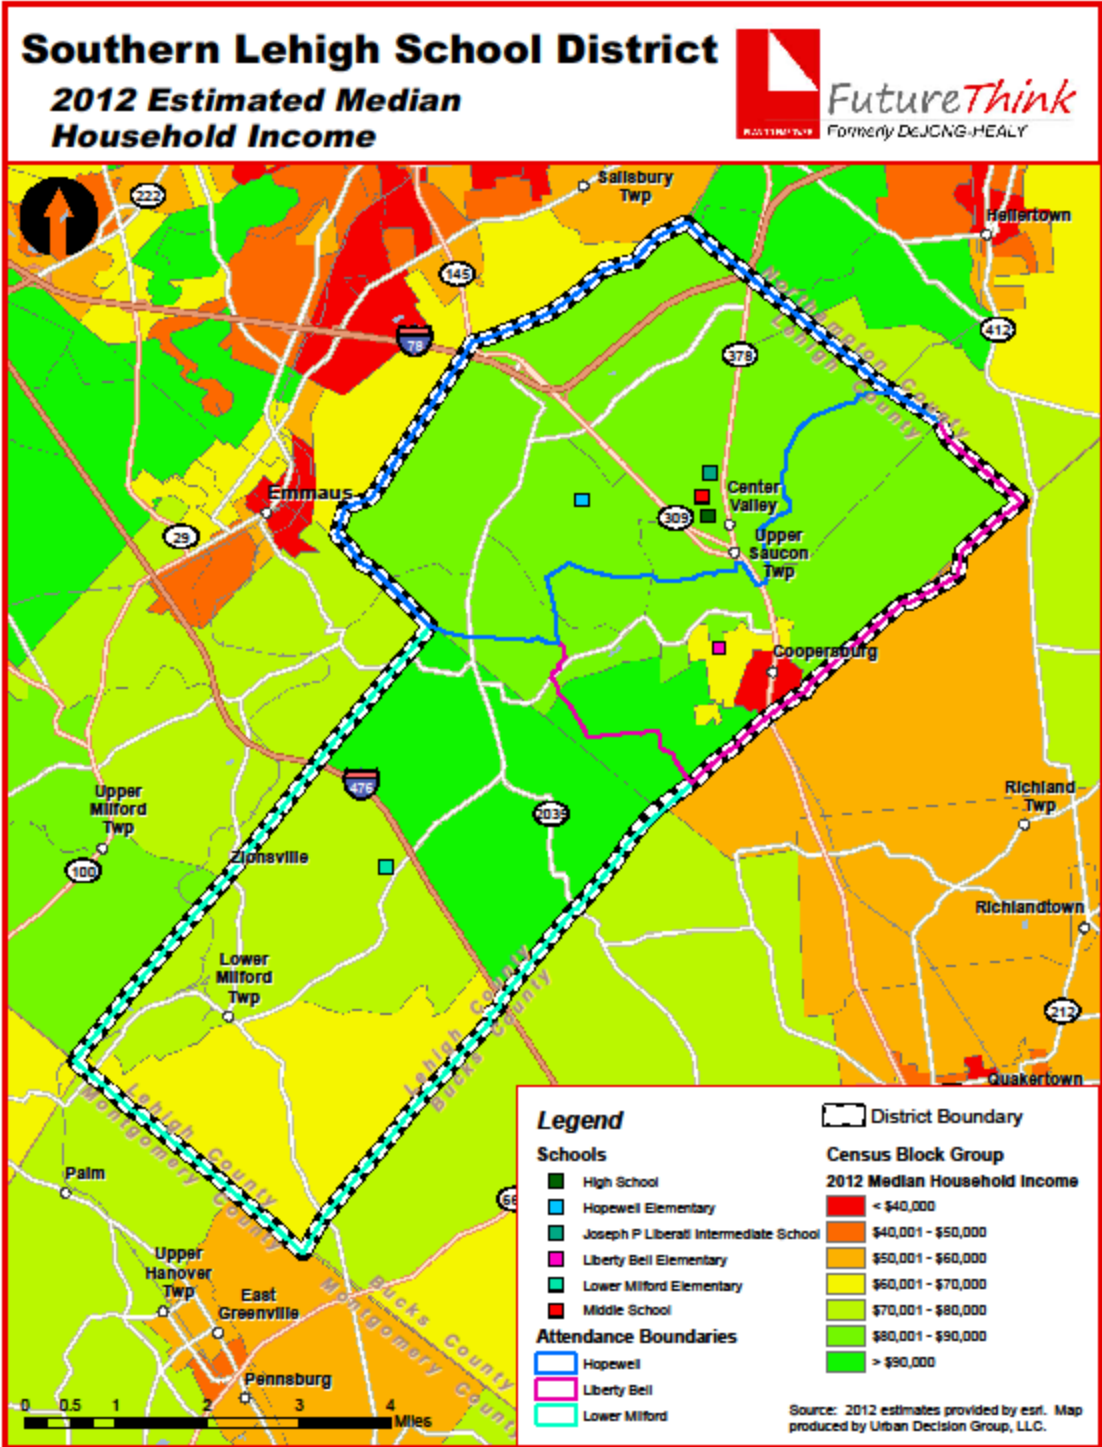 Southern Lehigh School District
2012 Estimated Median
Household Income
FutureThink
Formerly DeJONG-HEALY
222
Salisbury
Twp
Hellertown
145
78
412
378
Northampton County
Lehigh County
Emmaus
29
Center
Valley
309
Upper
Saucon
Twp
Coopersburg
476
2035
Upper
Milford
Twp
100
Zionsville
Richland
Twp
Richlandtown
Lower
Milford
Twp
212
Quakertown
Lehigh County
Bucks County
Lehigh County
Montgomery County
Palm
Upper
Hanover
Twp
East
Greenville
Pennsburg
Bucks County
Montgomery County
0 0.5 1 2 3 4
Miles
Legend
Schools
High School
Hopewell Elementary
Joseph P Liberati Intermediate School
Liberty Bell Elementary
Lower Milford Elementary
Middle School
Attendance Boundaries
Hopewell
Liberty Bell
Lower Milford
District Boundary
Census Block Group
2012 Median Household Income
< $40,000
$40,001 - $50,000
$50,001 - $60,000
$60,001 - $70,000
$70,001 - $80,000
$80,001 - $90,000
> $90,000
Source: 2012 estimates provided by esri. Map
produced by Urban Decision Group, LLC.